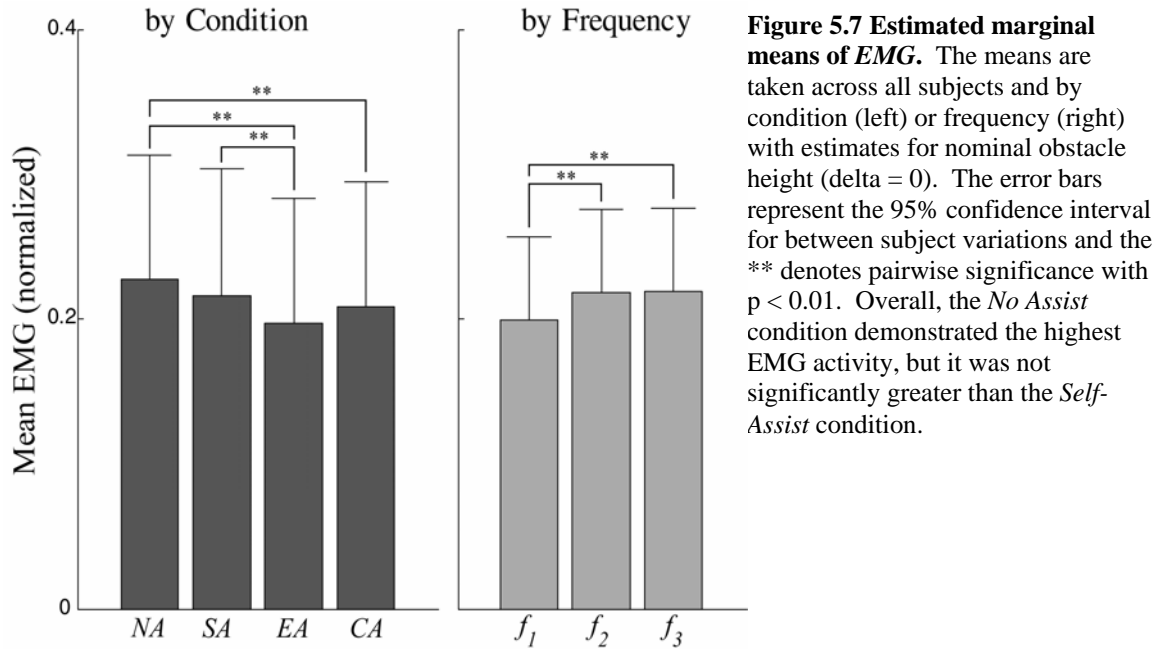 by Condition
by Frequency
0.4
0.2
0
Mean EMG (normalized)
**
**
**
**
**
NA SA EA CA
f1 f2 f3
Figure 5.7 Estimated marginal
means of EMG. The means are
taken across all subjects and by
condition (left) or frequency (right)
with estimates for nominal obstacle
height (delta = 0). The error bars
represent the 95% confidence interval
for between subject variations and the
** denotes pairwise significance with
p < 0.01. Overall, the No Assist
condition demonstrated the highest
EMG activity, but it was not
significantly greater than the Self-
Assist condition.